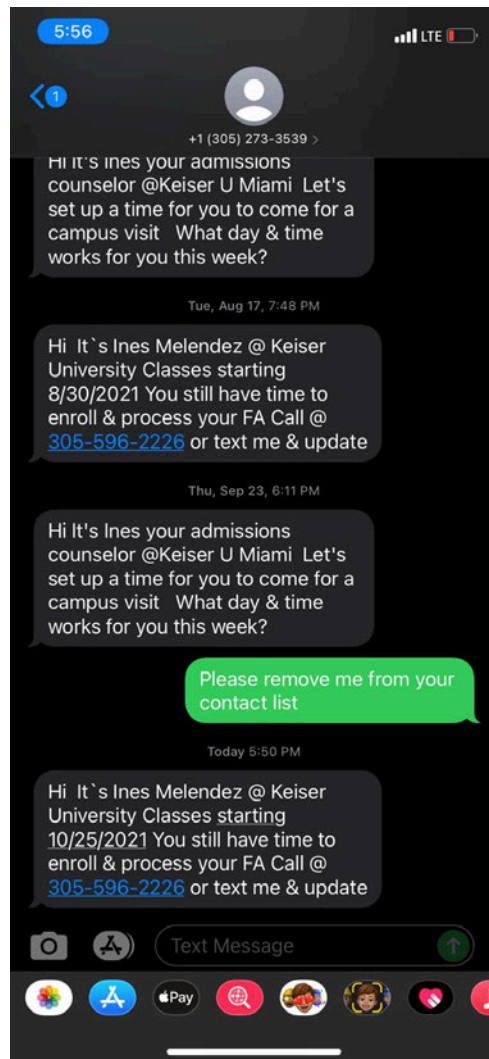 5:56
LTE
1
+1 (305) 273-3539 >
Hi It's Ines your admissions
counselor @Keiser U Miami Let's
set up a time for you to come for a
campus visit What day & time
works for you this week?
Tue, Aug 17, 7:48 PM
Hi It`s Ines Melendez @ Keiser
University Classes starting
8/30/2021 You still have time to
enroll & process your FA Call @
305-596-2226 or text me & update
Thu, Sep 23, 6:11 PM
Hi It's Ines your admissions
counselor @Keiser U Miami Let's
set up a time for you to come for a
campus visit What day & time
works for you this week?
Please remove me from your
contact list
Today 5:50 PM
Hi It`s Ines Melendez @ Keiser
University Classes starting
10/25/2021 You still have time to
enroll & process your FA Call @
305-596-2226 or text me & update
Text Message
Pay